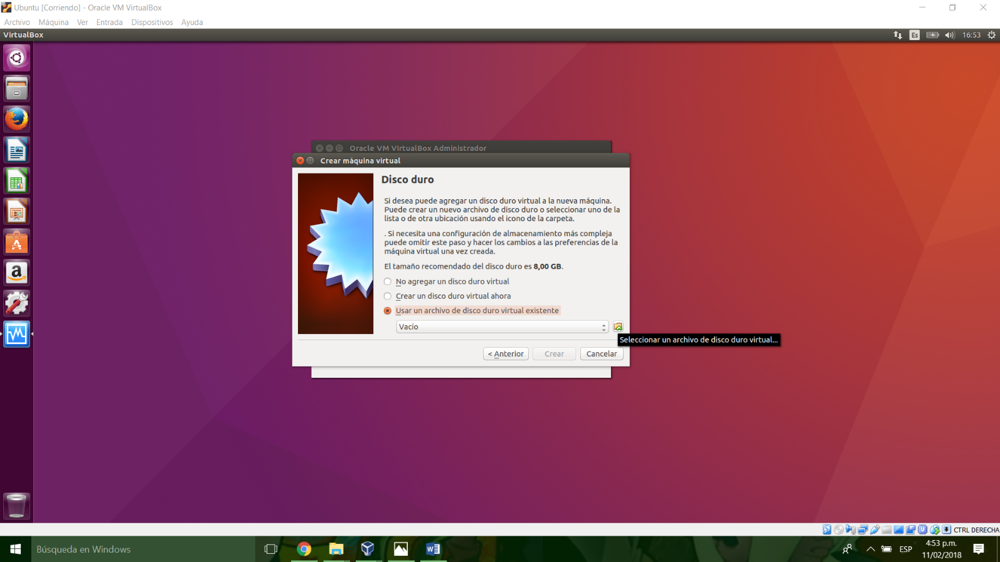 Ubuntu [Corriendo] - Oracle VM VirtualBox
Archivo Máquina Ver Entrada Dispositivos Ayuda
VirtualBox
Es
16:53
Oracle VM VirtualBox Administrador
Crear máquina virtual
Disco duro
Si desea puede agregar un disco duro virtual a la nueva máquina.
Puede crear un nuevo archivo de disco duro o seleccionar uno de la
lista o de otra ubicación usando el icono de la carpeta.
. Si necesita una configuración de almacenamiento más compleja
puede omitir este paso y hacer los cambios a las preferencias de la
máquina virtual una vez creada.
El tamaño recomendado del disco duro es 8,00 GB.
No agregar un disco duro virtual
Crear un disco duro virtual ahora
Usar un archivo de disco duro virtual existente
Vacío
Seleccionar un archivo de disco duro virtual...
< Anterior Crear Cancelar
CTRL DERECHA
Búsqueda en Windows
ESP
4:53 p.m.
11/02/2018